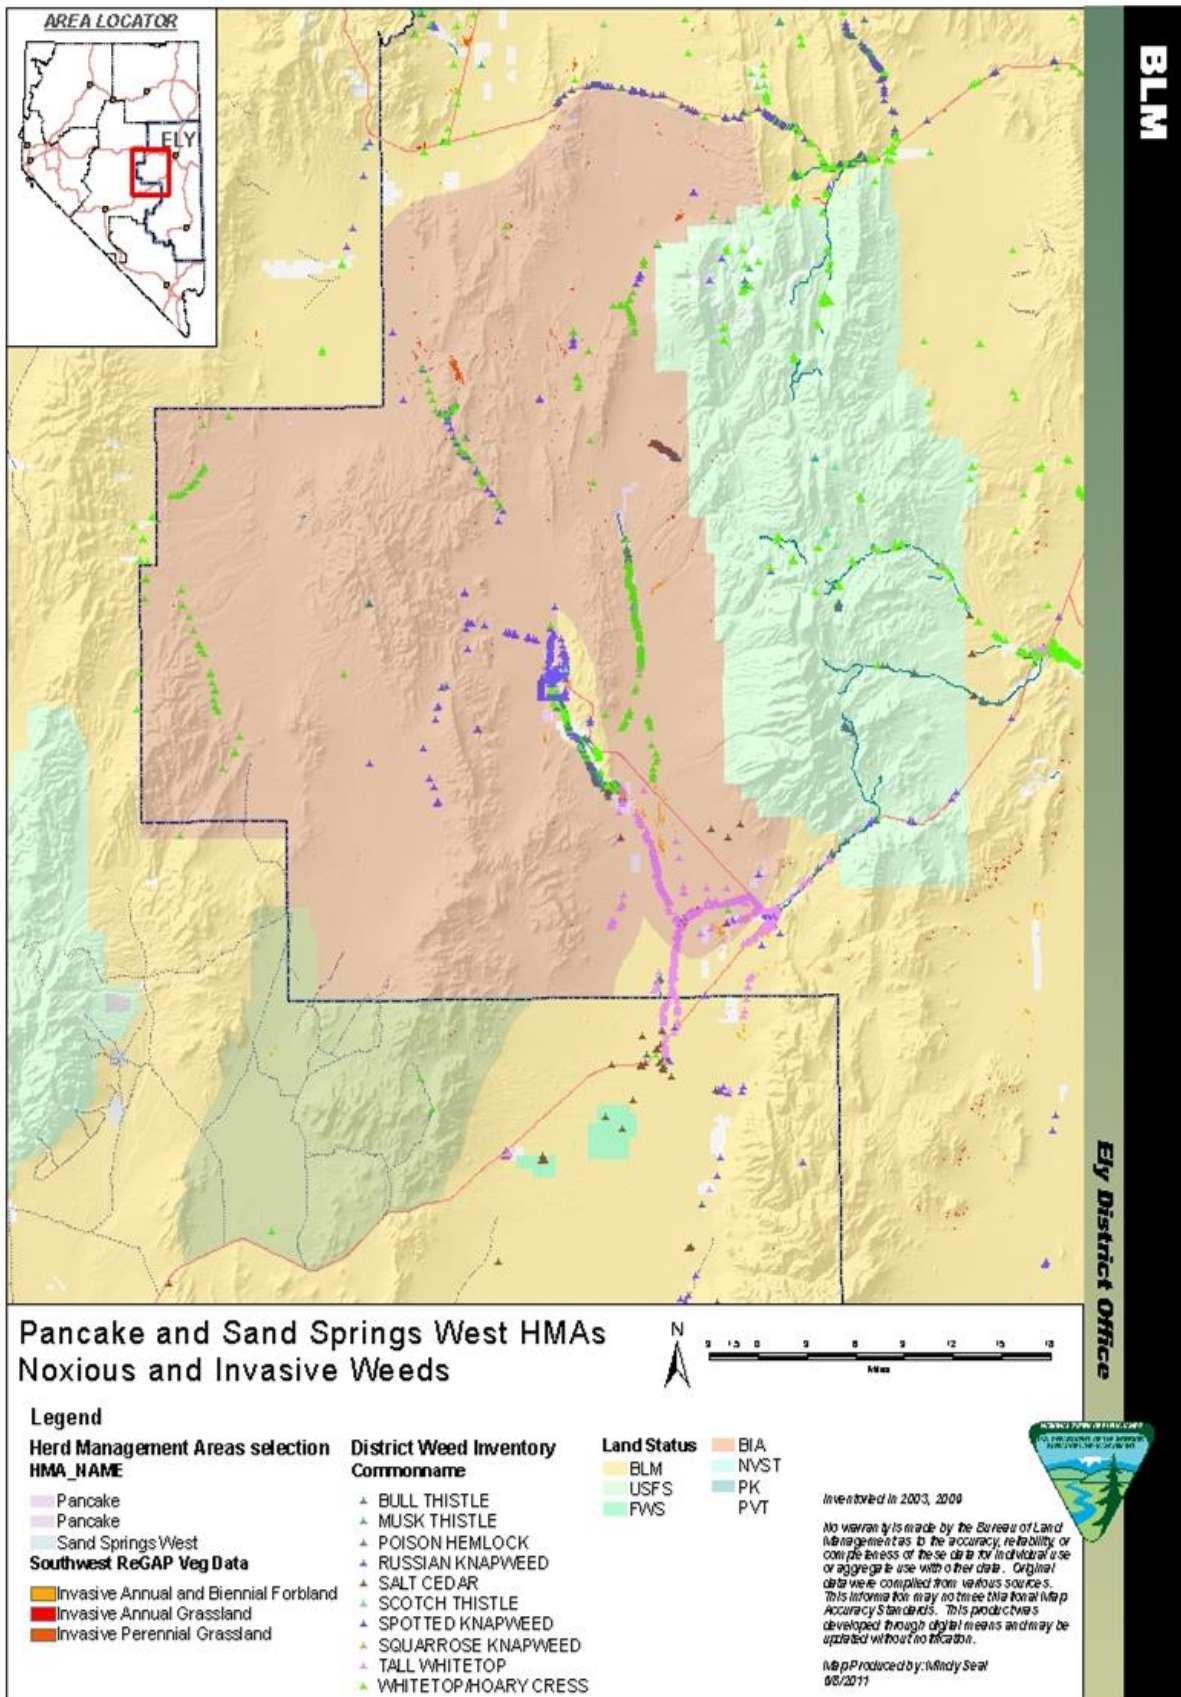 AREA LOCATOR
ELY
BLM
Ely District Office
Pancake and Sand Springs West HMAs
Noxious and Invasive Weeds
N
Miles
Legend
Herd Management Areas selection
HMA_NAME
Pancake
Pancake
Sand Springs West
Southwest ReGAP Veg Data
Invasive Annual and Biennial Forbland
Invasive Annual Grassland
Invasive Perennial Grassland
District Weed Inventory
Commonname
BULL THISTLE
MUSK THISTLE
POISON HEMLOCK
RUSSIAN KNAPWEED
SALT CEDAR
SCOTCH THISTLE
SPOTTED KNAPWEED
SQUARROSE KNAPWEED
TALL WHITETOP
WHITETOP/HOARY CRESS
Land Status
BLM
USFS
FWS
BIA
NVST
PK
PVT
Inventoried in 2003, 2009
No warranty is made by the Bureau of Land
Management as to the accuracy, reliability, or
completeness of these data for individual use
or aggregate use with other data. Original
data were compiled from various sources.
This information may not meet National Map
Accuracy Standards. This product was
developed through digital means and may be
updated without notification.
Map Produced by: Mindy Seal
6/8/2011